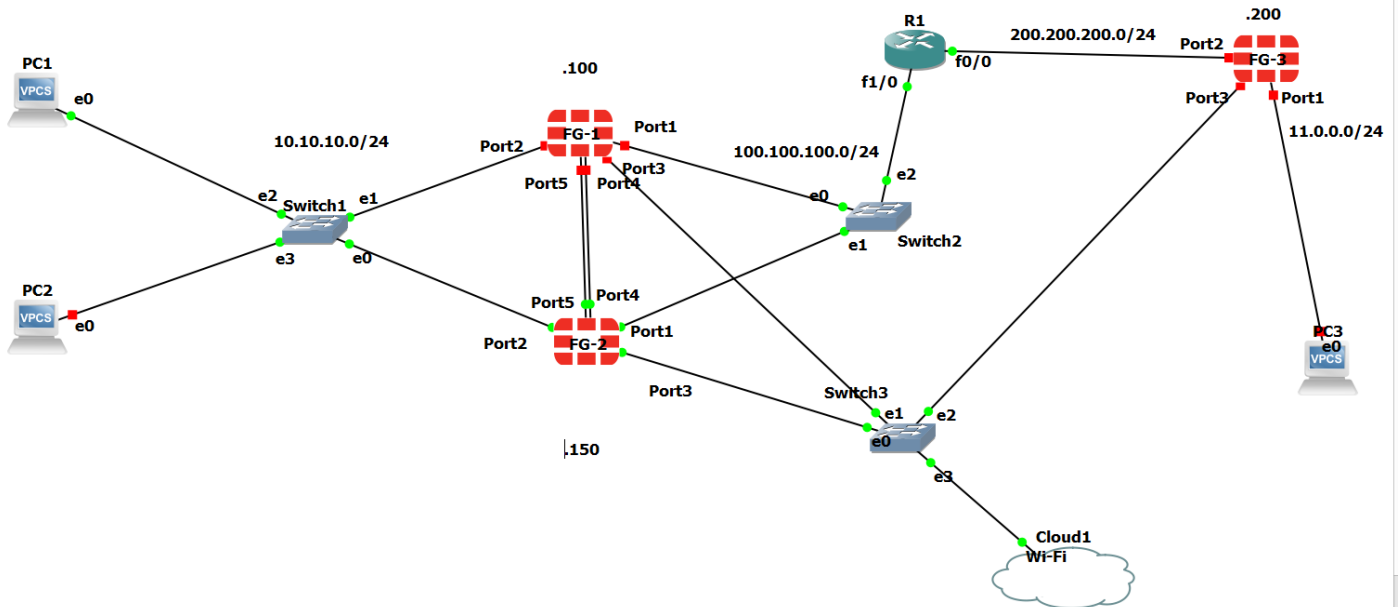 .200
R1
200.200.200.0/24
Port2
FG-3
f0/0
PC1
.100
f1/0
VPCS
e0
Port3
Port1
FG-1
Port1
11.0.0.0/24
10.10.10.0/24
Port2
100.100.100.0/24
Port3
Port5
Port4
e2
e2
Switch1
e1
e0
e3
e0
e1
Switch2
PC2
Port5
Port4
VPCS
e0
Port2
FG-2
Port1
PC3
e0
VPCS
Port3
Switch3
e1
e2
e0
.150
e3
Cloud1
Wi-Fi